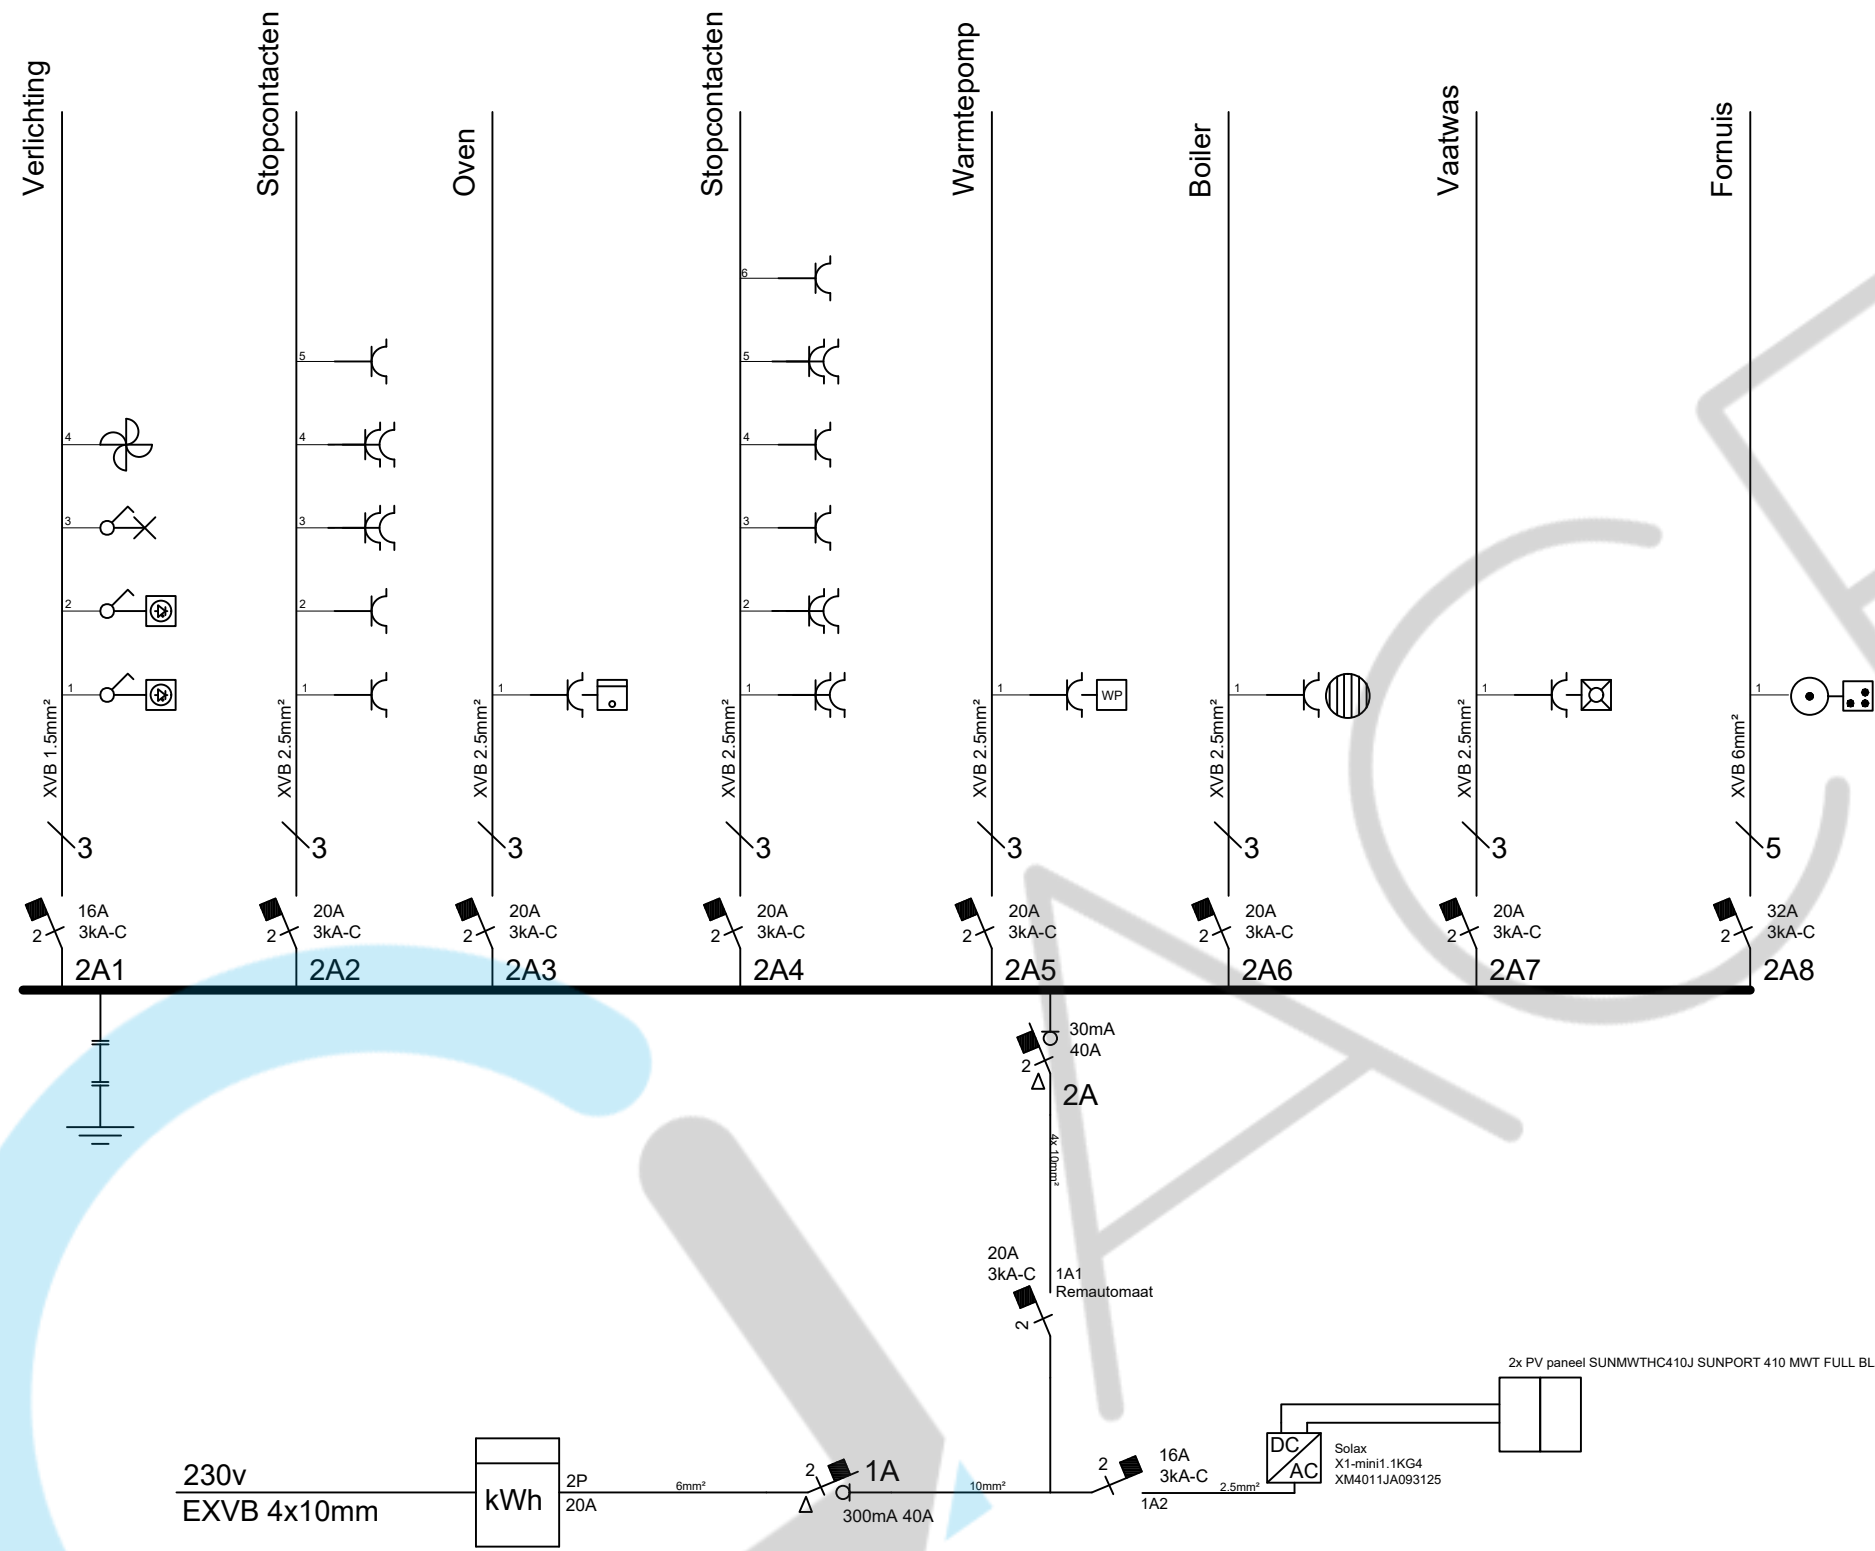 Verlichting
Stopcontacten
Oven
Stopcontacten
Warmtepomp
Boiler
Vaatwas
Fornuis
6
5
5
4
4
4
3
3
3
2
2
2
1
1
1
1
1
1
1
1
WP
XVB 1.5mm²
XVB 2.5mm²
XVB 2.5mm²
XVB 2.5mm²
XVB 2.5mm²
XVB 2.5mm²
XVB 2.5mm²
XVB 6mm²
3
3
3
3
3
3
3
5
16A
3kA-C
2
2A1
20A
3kA-C
2
2A2
20A
3kA-C
2
2A3
20A
3kA-C
2
2A4
20A
3kA-C
2
2A5
20A
3kA-C
2
2A6
20A
3kA-C
2
2A7
32A
3kA-C
2
2A8
30mA
40A
2
Δ
2A
4x 10mm²
20A
3kA-C
1A1
Remautomaat
2
2x PV paneel SUNMWTHC410J SUNPORT 410 MWT FULL BL
230v
EXVB 4x10mm
kWh
2P
20A
6mm²
2
1A
Δ
300mA 40A
10mm²
2
16A
3kA-C
1A2
2.5mm²
DC
AC
Solax
X1-mini1.1KG4
XM4011JA093125